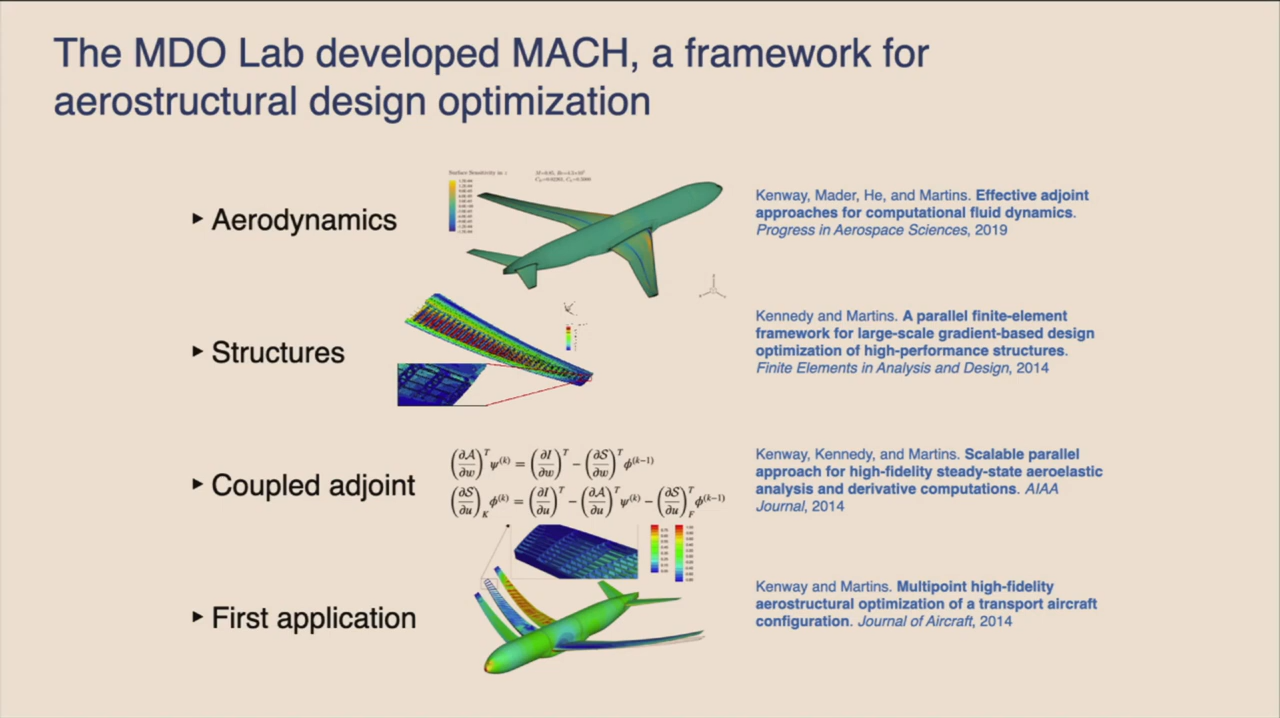 The MDO Lab developed MACH, a framework for
aerostructural design optimization
‣ Aerodynamics
Kenway, Mader, He, and Martins. Effective adjoint
approaches for computational fluid dynamics.
Progress in Aerospace Sciences, 2019
‣ Structures
Kennedy and Martins. A parallel finite-element
framework for large-scale gradient-based design
optimization of high-performance structures.
Finite Elements in Analysis and Design, 2014
‣ Coupled adjoint
(∂A/∂w)^T ψ^(k) = (∂I/∂w)^T − (∂S/∂w)^T ϕ^(k−1)
(∂S/∂u)_K ϕ^(k) = (∂I/∂u)^T − (∂A/∂u)^T ψ^(k) − (∂S/∂u)^T_F ϕ^(k−1)
Kenway, Kennedy, and Martins. Scalable parallel
approach for high-fidelity steady-state aeroelastic
analysis and derivative computations. AIAA
Journal, 2014
‣ First application
Kenway and Martins. Multipoint high-fidelity
aerostructural optimization of a transport aircraft
configuration. Journal of Aircraft, 2014